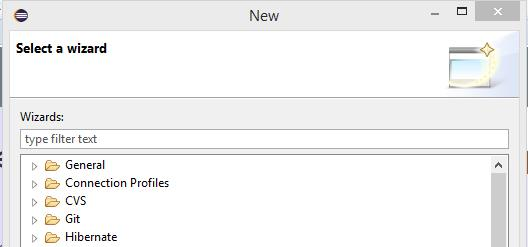 New
Select a wizard
Wizards:
type filter text
General
Connection Profiles
CVS
Git
Hibernate